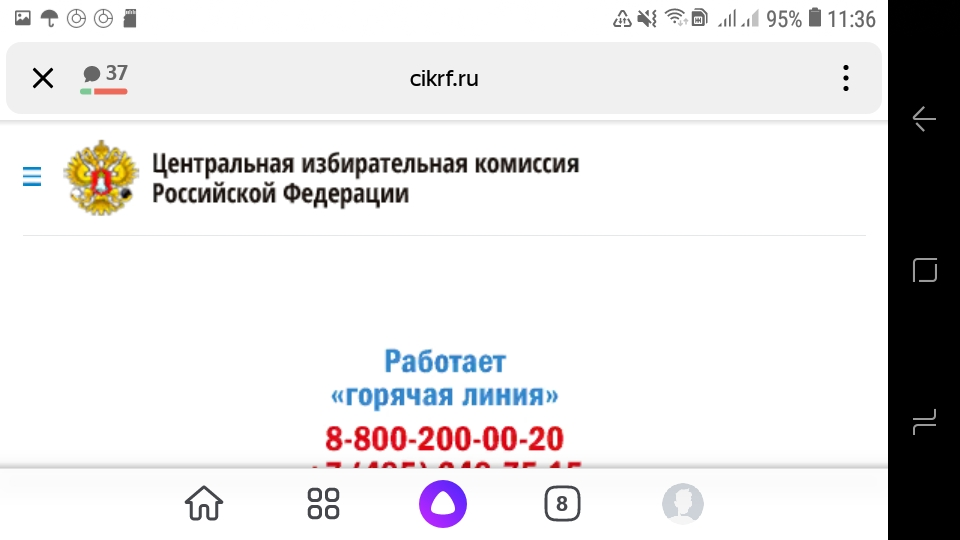 95% 11:36
37 cikrf.ru
Центральная избирательная комиссия
Российской Федерации
Работает
«горячая линия»
8-800-200-00-20
8